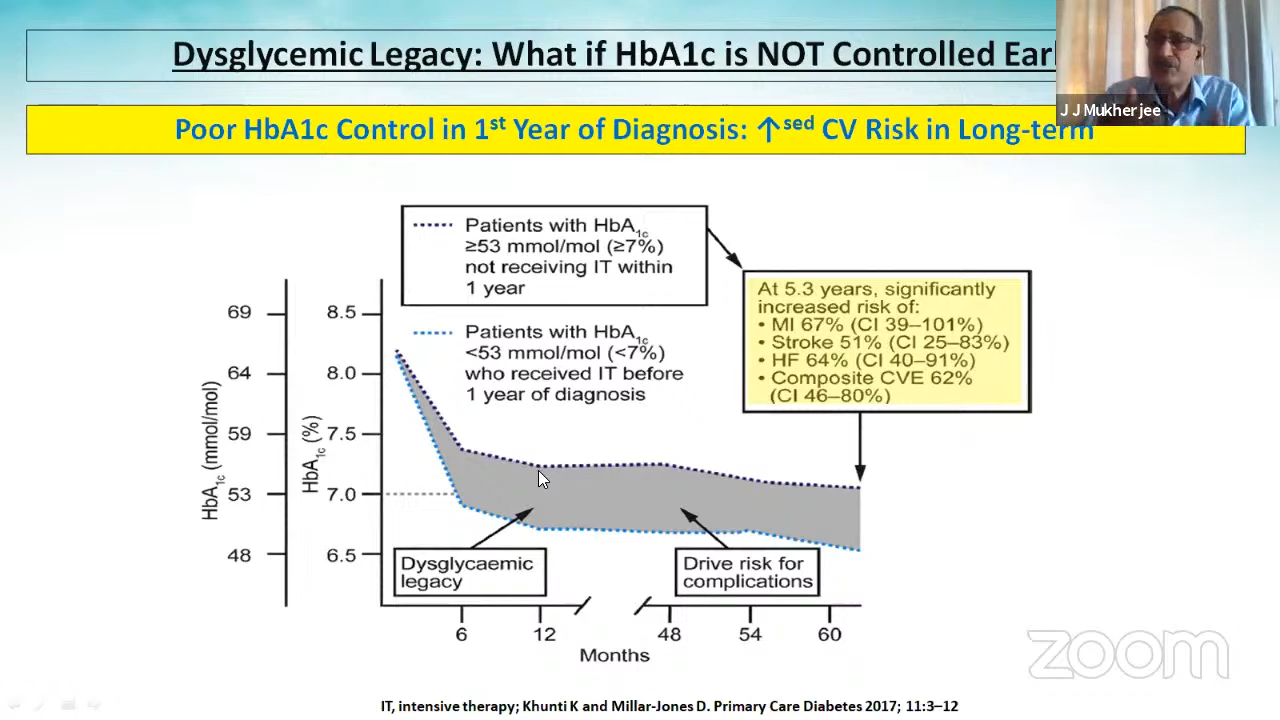 Dysglycemic Legacy: What if HbA1c is NOT Controlled Earl
J J Mukherjee
Poor HbA1c Control in 1st Year of Diagnosis: ↑sed CV Risk in Long-term
Patients with HbA1c
≥53 mmol/mol (≥7%)
not receiving IT within
1 year
Patients with HbA1c
<53 mmol/mol (<7%)
who received IT before
1 year of diagnosis
At 5.3 years, significantly
increased risk of:
• MI 67% (CI 39–101%)
• Stroke 51% (CI 25–83%)
• HF 64% (CI 40–91%)
• Composite CVE 62%
(CI 46–80%)
HbA1c (mmol/mol)
69
64
59
53
48
HbA1c (%)
8.5
8.0
7.5
7.0
6.5
Dysglycaemic
legacy
Drive risk for
complications
6 12 48 54 60
Months
zoom
IT, intensive therapy; Khunti K and Millar-Jones D. Primary Care Diabetes 2017; 11:3–12